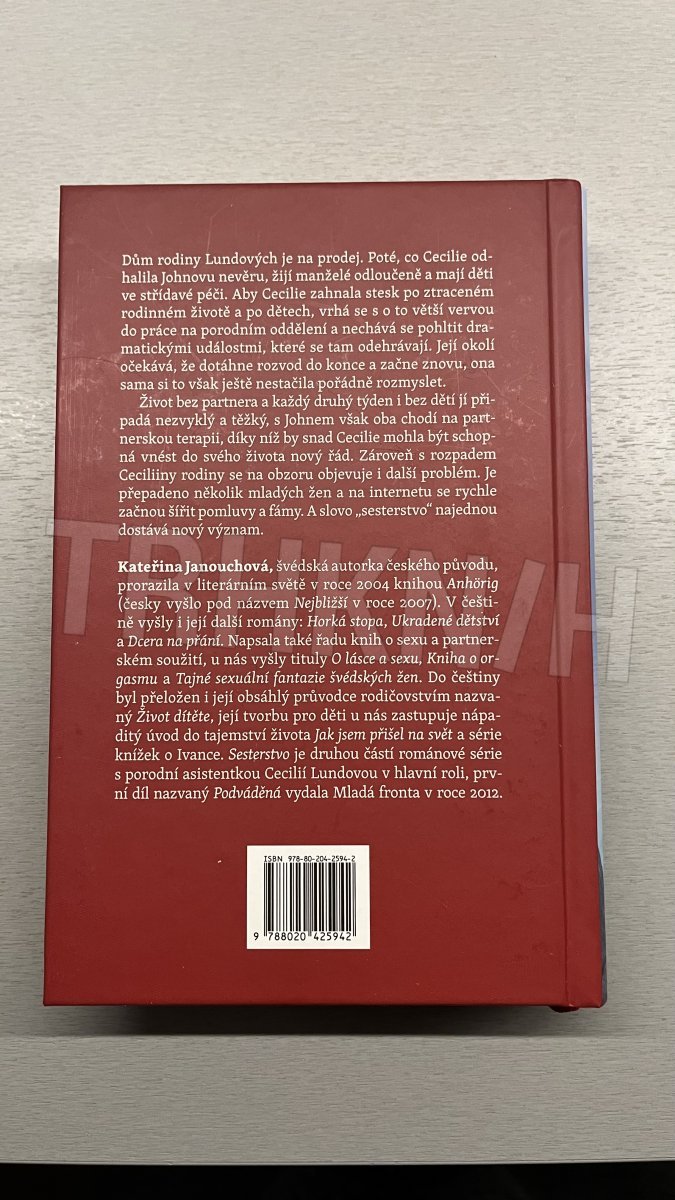 Dům rodiny Lundových je na prodej. Poté, co Cecilie od-
halila Johnovu nevěru, žijí manželé odloučeně a mají děti
ve střídavé péči. Aby Cecilie zahnala stesk po ztraceném
rodinném životě a po dětech, vrhá se s o to větší vervou
do práce na porodním oddělení a nechává se pohltit dra-
matickými událostmi, které se tam odehrávají. Její okolí
očekává, že dotáhne rozvod do konce a začne znovu, ona
sama si to však ještě nestačila pořádně rozmyslet.
Život bez partnera a každý druhý týden i bez dětí jí při-
padá nezvyklý a těžký, s Johnem však oba chodí na part-
nerskou terapii, díky níž by snad Cecilie mohla být schop-
ná vnést do svého života nový řád. Zároveň s rozpadem
Ceciliiny rodiny se na obzoru objevuje i další problém. Je
přepadeno několik mladých žen a na internetu se rychle
začnou šířit pomluvy a fámy. A slovo „sesterstvo“ najednou
dostává nový význam.
Kateřina Janouchová, švédská autorka českého původu,
prorazila v literárním světě v roce 2004 knihou Anhörig
(česky vyšlo pod názvem Nejbližší v roce 2007). V češti-
ně vyšly i její další romány: Horká stopa, Ukradené dětství
a Dcera na přání. Napsala také řadu knih o sexu a partner-
ském soužití, u nás vyšly tituly O lásce a sexu, Kniha o or-
gasmu a Tajné sexuální fantazie švédských žen. Do češtiny
byl přeložen i její obsáhlý průvodce rodičovstvím nazva-
ný Život dítěte, její tvorbu pro děti u nás zastupuje nápa-
ditý úvod do tajemství života Jak jsem přišel na svět a série
knížek o Ivance. Sesterstvo je druhou částí románové série
s porodní asistentkou Cecilií Lundovou v hlavní roli, prv-
ní díl nazvaný Podváděná vydala Mladá fronta v roce 2012.
TRHKNIH
ISBN 978-80-204-2594-2
9 788020 425942